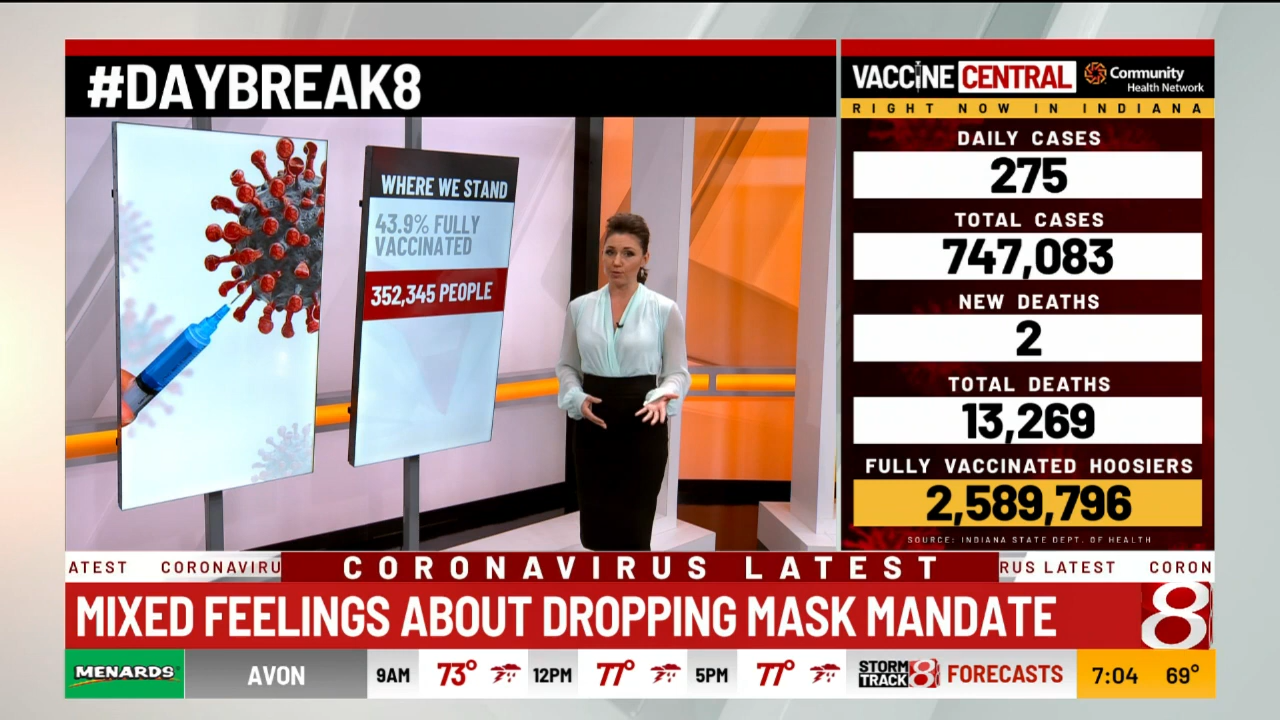 #DAYBREAK8
VACCINE CENTRAL
Community
Health Network
RIGHT NOW IN INDIANA
DAILY CASES
275
TOTAL CASES
747,083
NEW DEATHS
2
TOTAL DEATHS
13,269
FULLY VACCINATED HOOSIERS
2,589,796
SOURCE: INDIANA STATE DEPT. OF HEALTH
WHERE WE STAND
43.9% FULLY
VACCINATED
352,345 PEOPLE
ATEST CORONAVIRU CORONAVIRUS LATEST RUS LATEST CORON
MIXED FEELINGS ABOUT DROPPING MASK MANDATE
8
MENARDS AVON 9AM 73° 12PM 77° 5PM 77° STORM TRACK 8 FORECASTS 7:04 69°